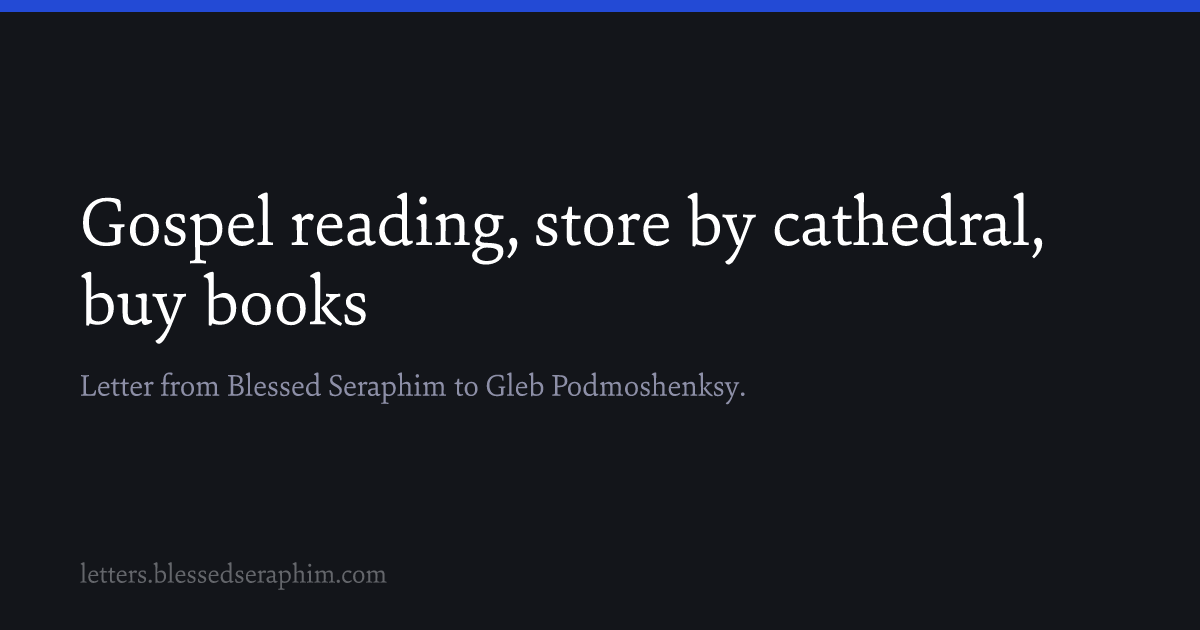 Gospel reading, store by cathedral,
buy books
Letter from Blessed Seraphim to Gleb Podmoshenksy.
letters.blessedseraphim.com